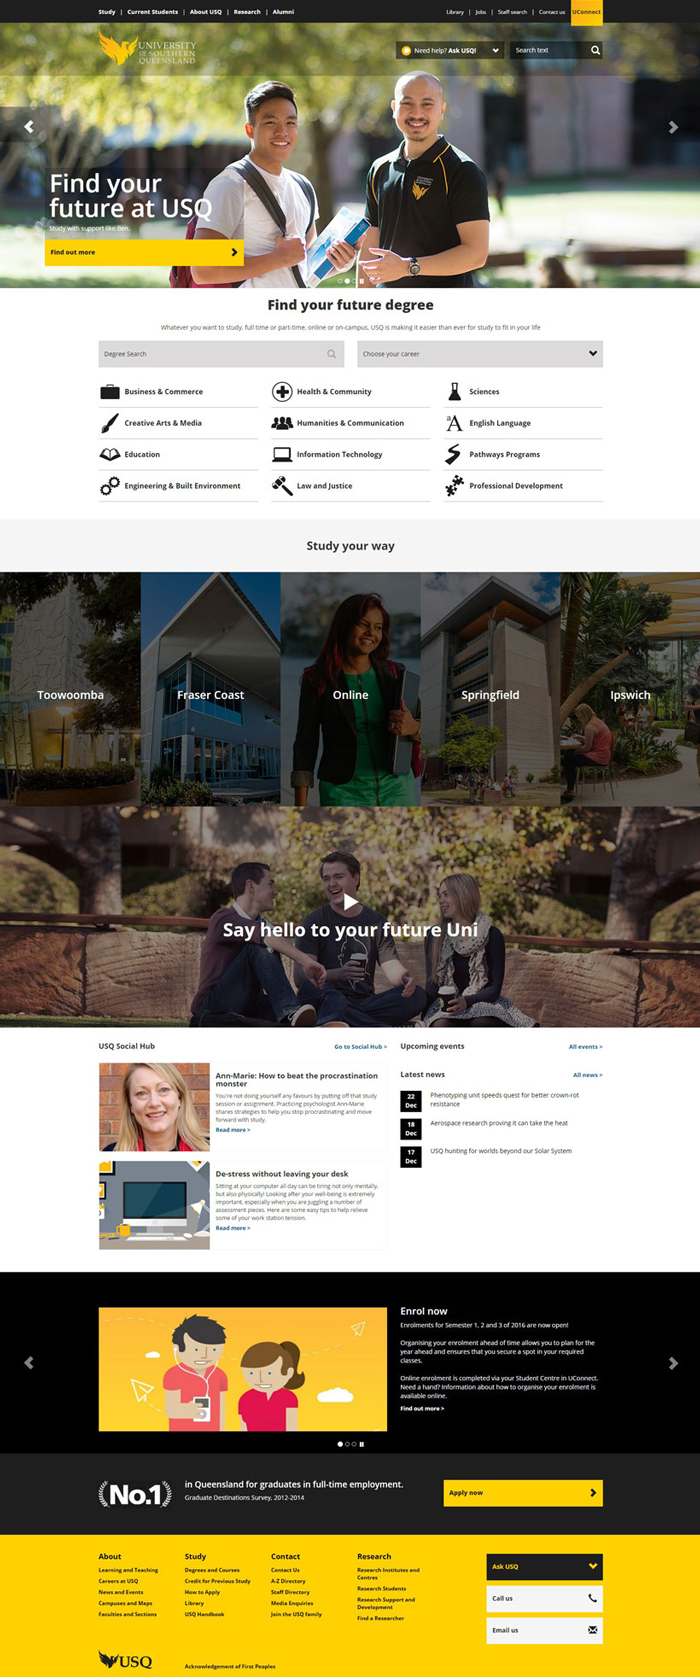 Study | Current Students | About USQ | Research | Alumni
Library | Jobs | Staff search | Contact us UConnect
UNIVERSITY
OF SOUTHERN
QUEENSLAND
Need help? Ask USQ!
Search text
Find your
future at USQ
Study with support like Ben.
Find out more
Find your future degree
Whatever you want to study, full time or part-time, online or on-campus, USQ is making it easier than ever for study to fit in your life
Degree Search
Choose your career
Business & Commerce
Health & Community
Sciences
Creative Arts & Media
Humanities & Communication
English Language
Education
Information Technology
Pathways Programs
Engineering & Built Environment
Law and Justice
Professional Development
Study your way
Toowoomba
Fraser Coast
Online
Springfield
Ipswich
Say hello to your future Uni
USQ Social Hub
Go to Social Hub >
Ann-Marie: How to beat the procrastination
monster
You're not doing yourself any favours by putting off that study
session or assignment. Practicing psychologist Ann-Marie
shares strategies to help you stop procrastinating and move
forward with study.
Read more >
De-stress without leaving your desk
Sitting at your computer all day can be tiring not only mentally,
but also physically! Looking after your well-being is extremely
important, especially when you are juggling a number of
assessment pieces. Here are some easy tips to help relieve
some of your work station tension.
Read more >
Upcoming events
All events >
Latest news
All news >
22
Dec
Phenotyping unit speeds quest for better crown-rot
resistance
18
Dec
Aerospace research proving it can take the heat
17
Dec
USQ hunting for worlds beyond our Solar System
Enrol now
Enrolments for Semester 1, 2 and 3 of 2016 are now open!
Organising your enrolment ahead of time allows you to plan for the
year ahead and ensures that you secure a spot in your required
classes.
Online enrolment is completed via your Student Centre in UConnect.
Need a hand? Information about how to organise your enrolment is
available online.
Find out more >
No.1
in Queensland for graduates in full-time employment.
Graduate Destinations Survey, 2012-2014
Apply now
About
Learning and Teaching
Careers at USQ
News and Events
Campuses and Maps
Faculties and Sections
Study
Degrees and Courses
Credit for Previous Study
How to Apply
Library
USQ Handbook
Contact
Contact Us
A-Z Directory
Staff Directory
Media Enquiries
Join the USQ family
Research
Research Institutes and
Centres
Research Students
Research Support and
Development
Find a Researcher
Ask USQ
Call us
Email us
USQ
Acknowledgement of First Peoples